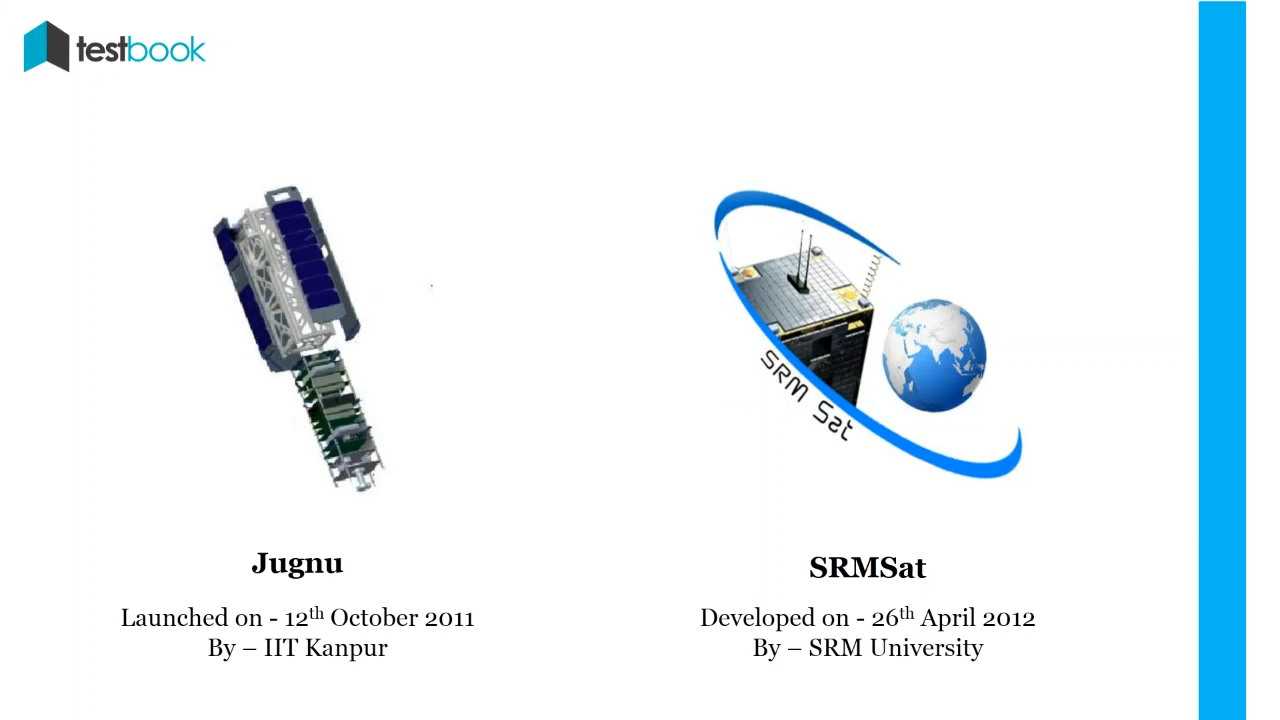 testbook
SRM Sat
Jugnu
Launched on - 12th October 2011
By – IIT Kanpur
SRMSat
Developed on - 26th April 2012
By – SRM University